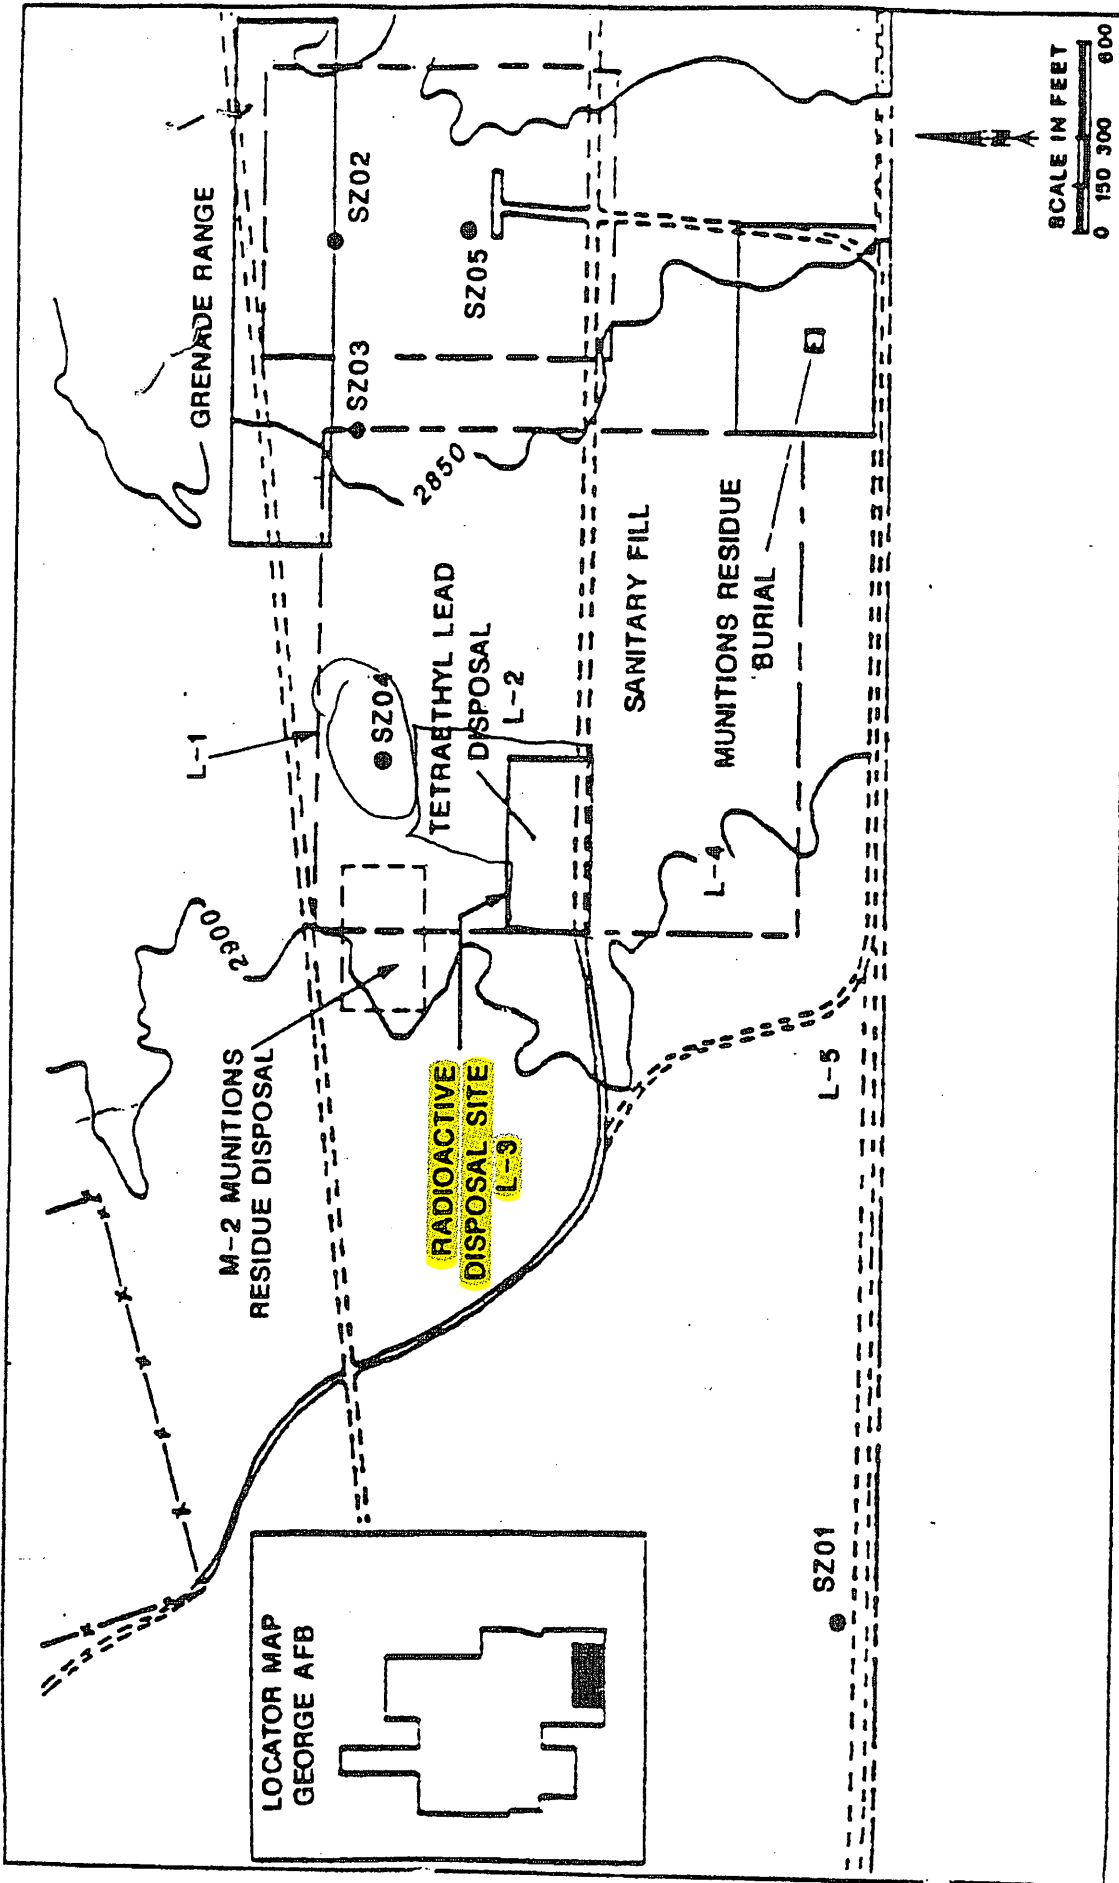 GRENADE RANGE
SZ02
SZ03
SZ05
2850
L-1
SZ04
TETRAETHYL LEAD
DISPOSAL
L-2
SANITARY FILL
MUNITIONS RESIDUE
BURIAL
2900
M-2 MUNITIONS
RESIDUE DISPOSAL
RADIOACTIVE
DISPOSAL SITE
L-3
L-4
L-5
SZ01
LOCATOR MAP
GEORGE AFB
N
SCALE IN FEET
0 150 300 600